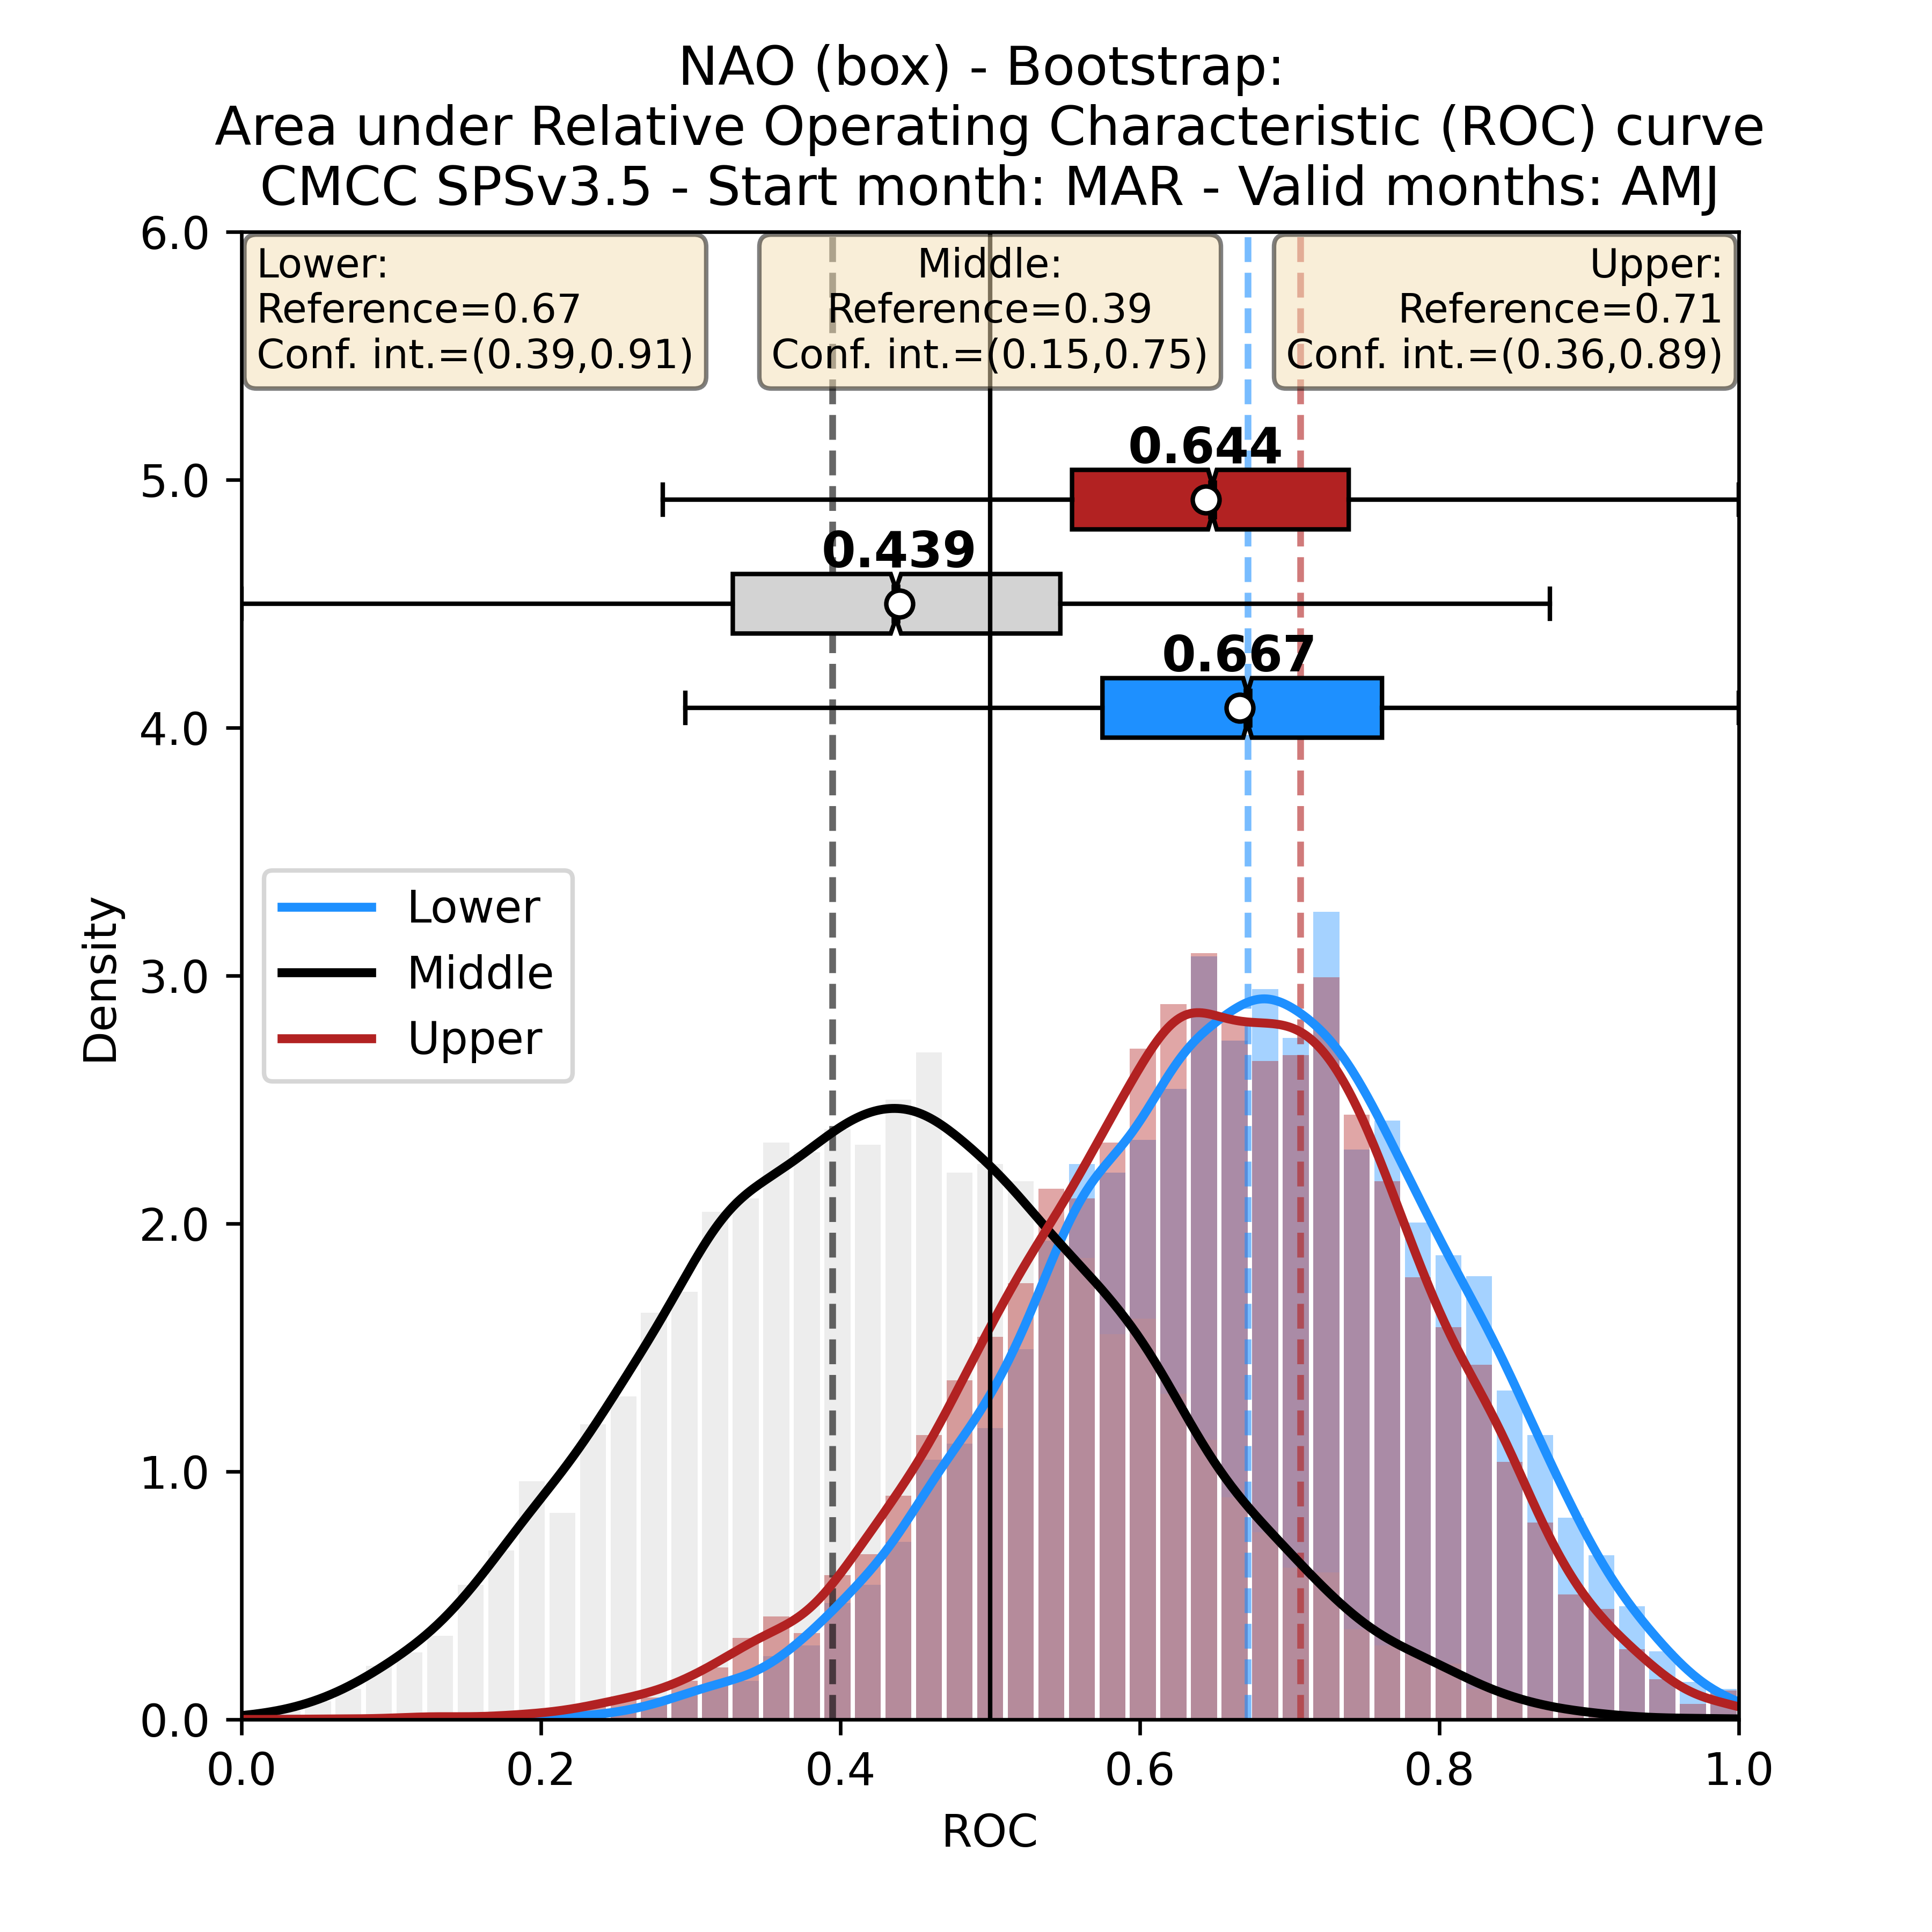 NAO (box) - Bootstrap:
Area under Relative Operating Characteristic (ROC) curve
CMCC SPSv3.5 - Start month: MAR - Valid months: AMJ
Lower:
Reference=0.67
Conf. int.=(0.39,0.91)
Middle:
Reference=0.39
Conf. int.=(0.15,0.75)
Upper:
Reference=0.71
Conf. int.=(0.36,0.89)
0.644
0.439
0.667
Lower
Middle
Upper
Density
6.0
5.0
4.0
3.0
2.0
1.0
0.0
0.0 0.2 0.4 0.6 0.8 1.0
ROC